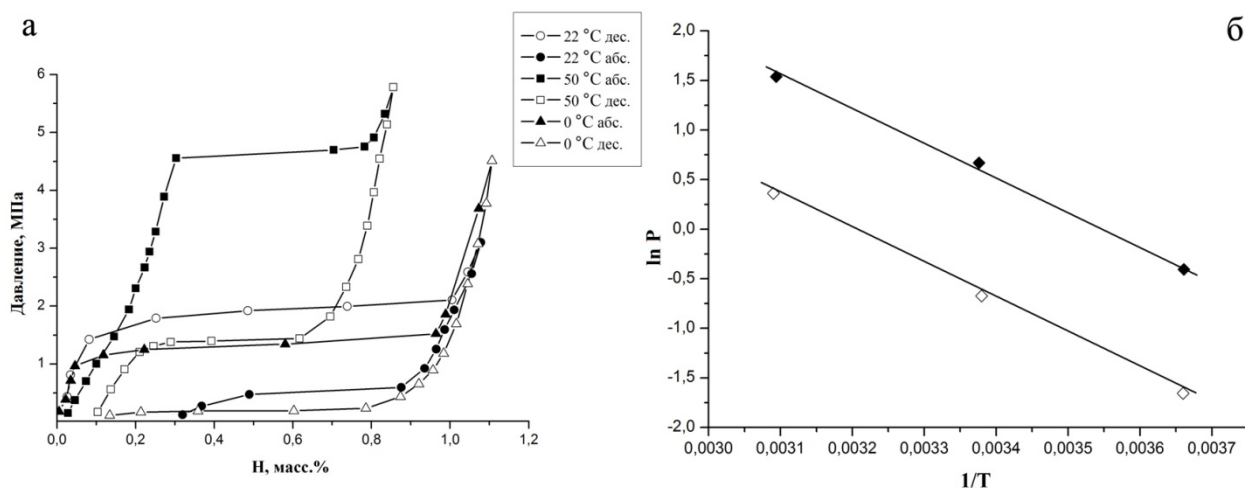 а
22 °C дес.
22 °C абс.
50 °C абс.
50 °C дес.
0 °C абс.
0 °C дес.
6
5
4
3
2
1
Давление, МПа
0,0
0,2
0,4
0,6
0,8
1,0
1,2
H, масс.%
б
2,0
1,5
1,0
0,5
0,0
-0,5
-1,0
-1,5
-2,0
ln P
0,0030
0,0031
0,0032
0,0033
0,0034
0,0035
0,0036
0,0037
1/T